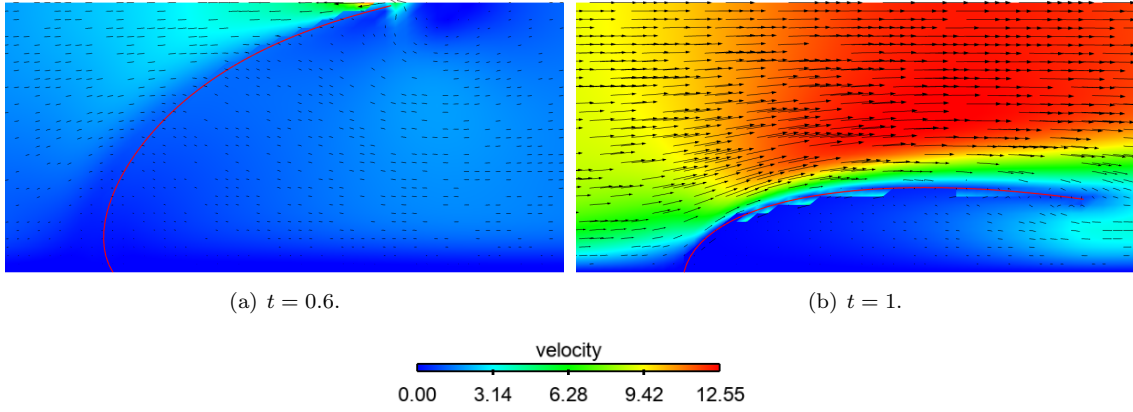 (a) t = 0.6.
(b) t = 1.
velocity
0.00 3.14 6.28 9.42 12.55